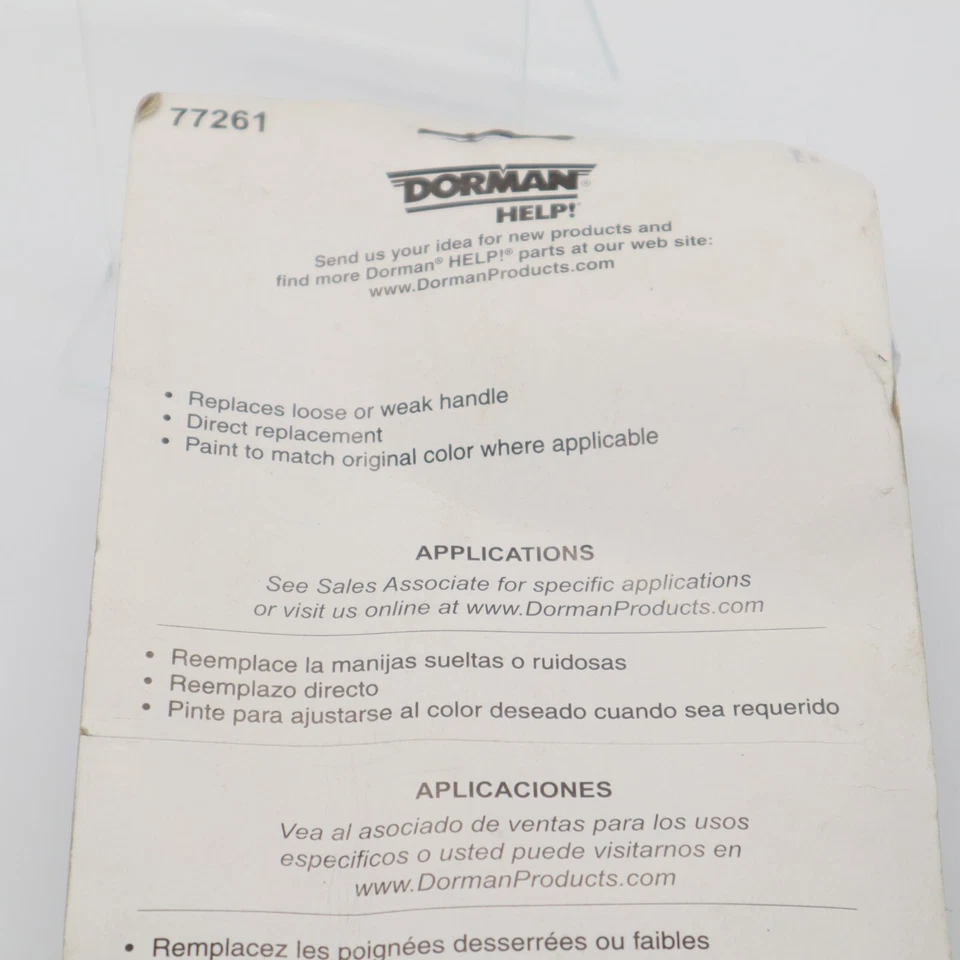 77261
DORMAN®
HELP!®
Send us your idea for new products and
find more Dorman® HELP!® parts at our web site:
www.DormanProducts.com
• Replaces loose or weak handle
• Direct replacement
• Paint to match original color where applicable
APPLICATIONS
See Sales Associate for specific applications
or visit us online at www.DormanProducts.com
• Reemplace la manijas sueltas o ruidosas
• Reemplazo directo
• Pinte para ajustarse al color deseado cuando sea requerido
APLICACIONES
Vea al asociado de ventas para los usos
especificos o usted puede visitarnos en
www.DormanProducts.com
• Remplacez les poignées desserrées ou faibles